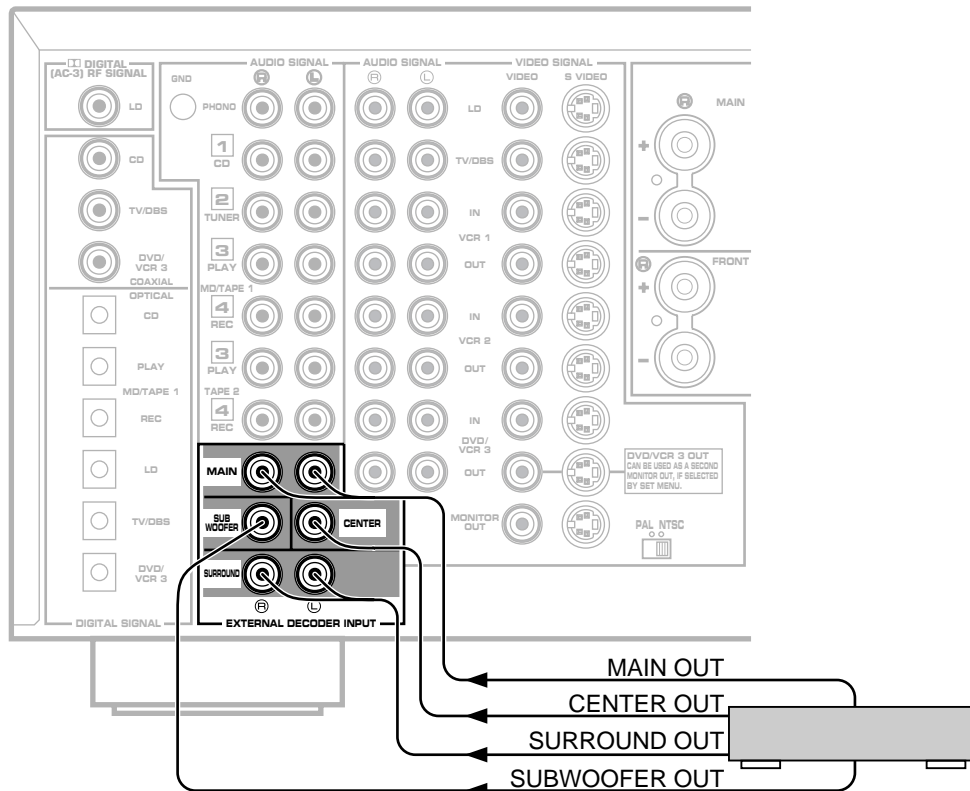 DIGITAL
(AC-3) RF SIGNAL
LD
CD
TV/DBS
DVD/
VCR 3
COAXIAL
OPTICAL
CD
PLAY
MD/TAPE 1
REC
LD
TV/DBS
DVD/
VCR 3
DIGITAL SIGNAL
AUDIO SIGNAL
GND
R L
PHONO
1
CD
2
TUNER
3
PLAY
MD/TAPE 1
4
REC
3
PLAY
TAPE 2
4
REC
MAIN
SUB
WOOFER
CENTER
SURROUND
R L
EXTERNAL DECODER INPUT
AUDIO SIGNAL
R L
VIDEO SIGNAL
VIDEO S VIDEO
LD
TV/DBS
IN
VCR 1
OUT
IN
VCR 2
OUT
IN
DVD/
VCR 3
OUT
MONITOR
OUT
DVD/VCR 3 OUT
CAN BE USED AS A SECOND
MONITOR OUT, IF SELECTED
BY SET MENU.
PAL NTSC
R
MAIN
+
–
R
FRONT
+
–
MAIN OUT
CENTER OUT
SURROUND OUT
SUBWOOFER OUT